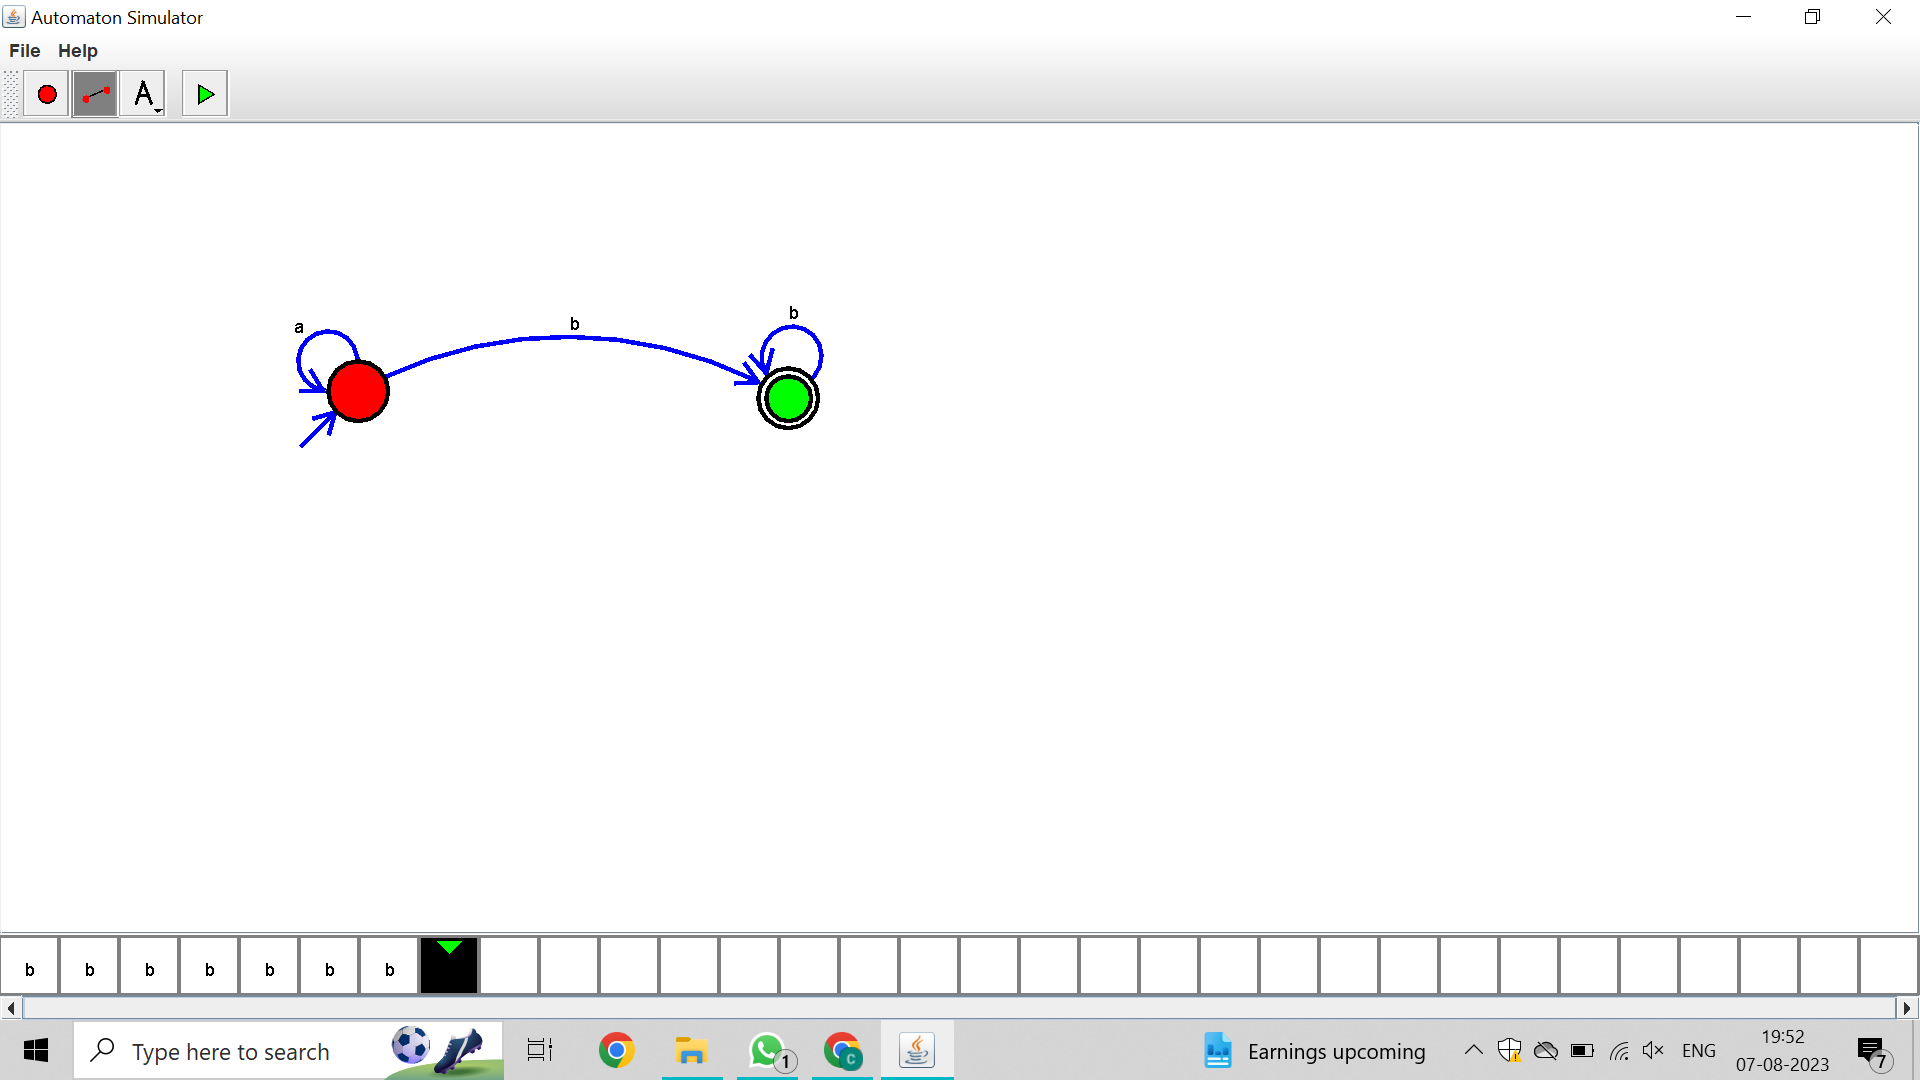 Automaton Simulator
File Help
A
a
b
b
b b b b b b b
Type here to search
1
C
Earnings upcoming
ENG
19:52
07-08-2023
7